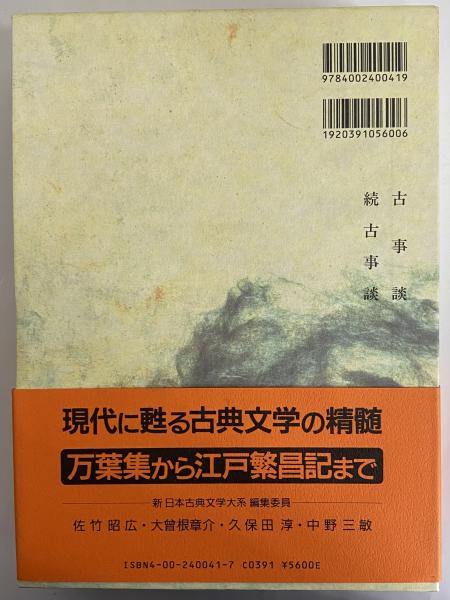 9784002400419
1920391056006
古事談
続古事談
現代に甦る古典文学の精髄
万葉集から江戸繁昌記まで
新日本古典文学大系 編集委員
佐竹昭広・大曾根章介・久保田淳・中野三敏
ISBN4-00-240041-7 C0391 ¥5600E